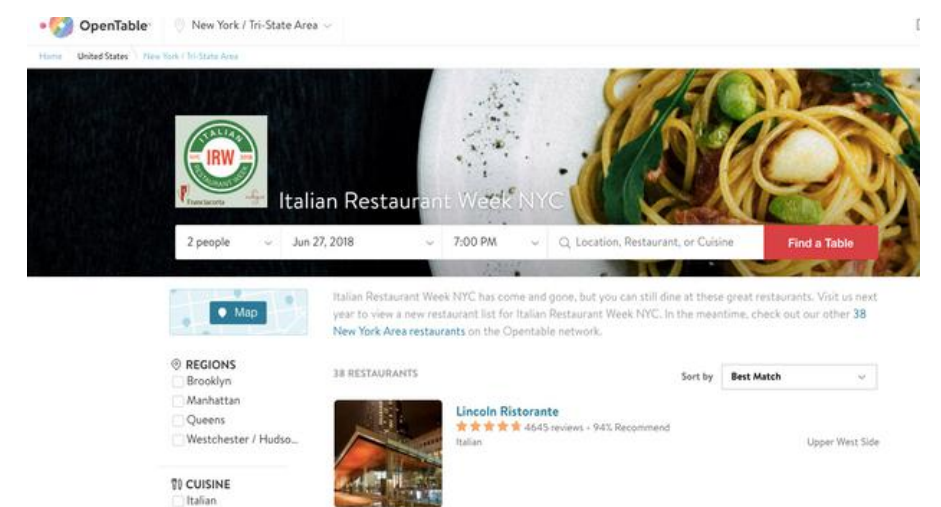 OpenTable
New York / Tri-State Area
Home United States New York / Tri-State Area
ITALIAN
NYC IRW 2018
RESTAURANT WEEK
Franciacorta
Italian Restaurant Week NYC
2 people Jun 27, 2018 7:00 PM Location, Restaurant, or Cuisine Find a Table
Map
Italian Restaurant Week NYC has come and gone, but you can still dine at these great restaurants. Visit us next
year to view a new restaurant list for Italian Restaurant Week NYC. In the meantime, check out our other 38
New York Area restaurants on the Opentable network.
REGIONS
Brooklyn
Manhattan
Queens
Westchester / Hudso...
CUISINE
Italian
38 RESTAURANTS
Sort by Best Match
Lincoln Ristorante
4645 reviews • 94% Recommend
Italian Upper West Side